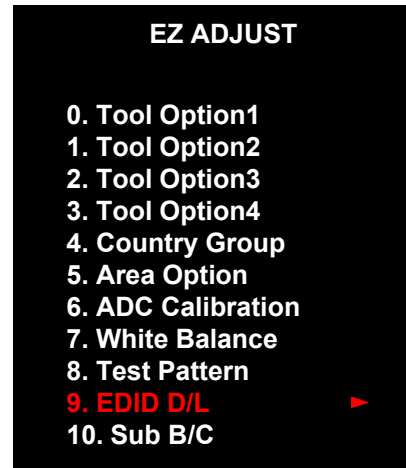 EZ ADJUST
0. Tool Option1
1. Tool Option2
2. Tool Option3
3. Tool Option4
4. Country Group
5. Area Option
6. ADC Calibration
7. White Balance
8. Test Pattern
9. EDID D/L ►
10. Sub B/C